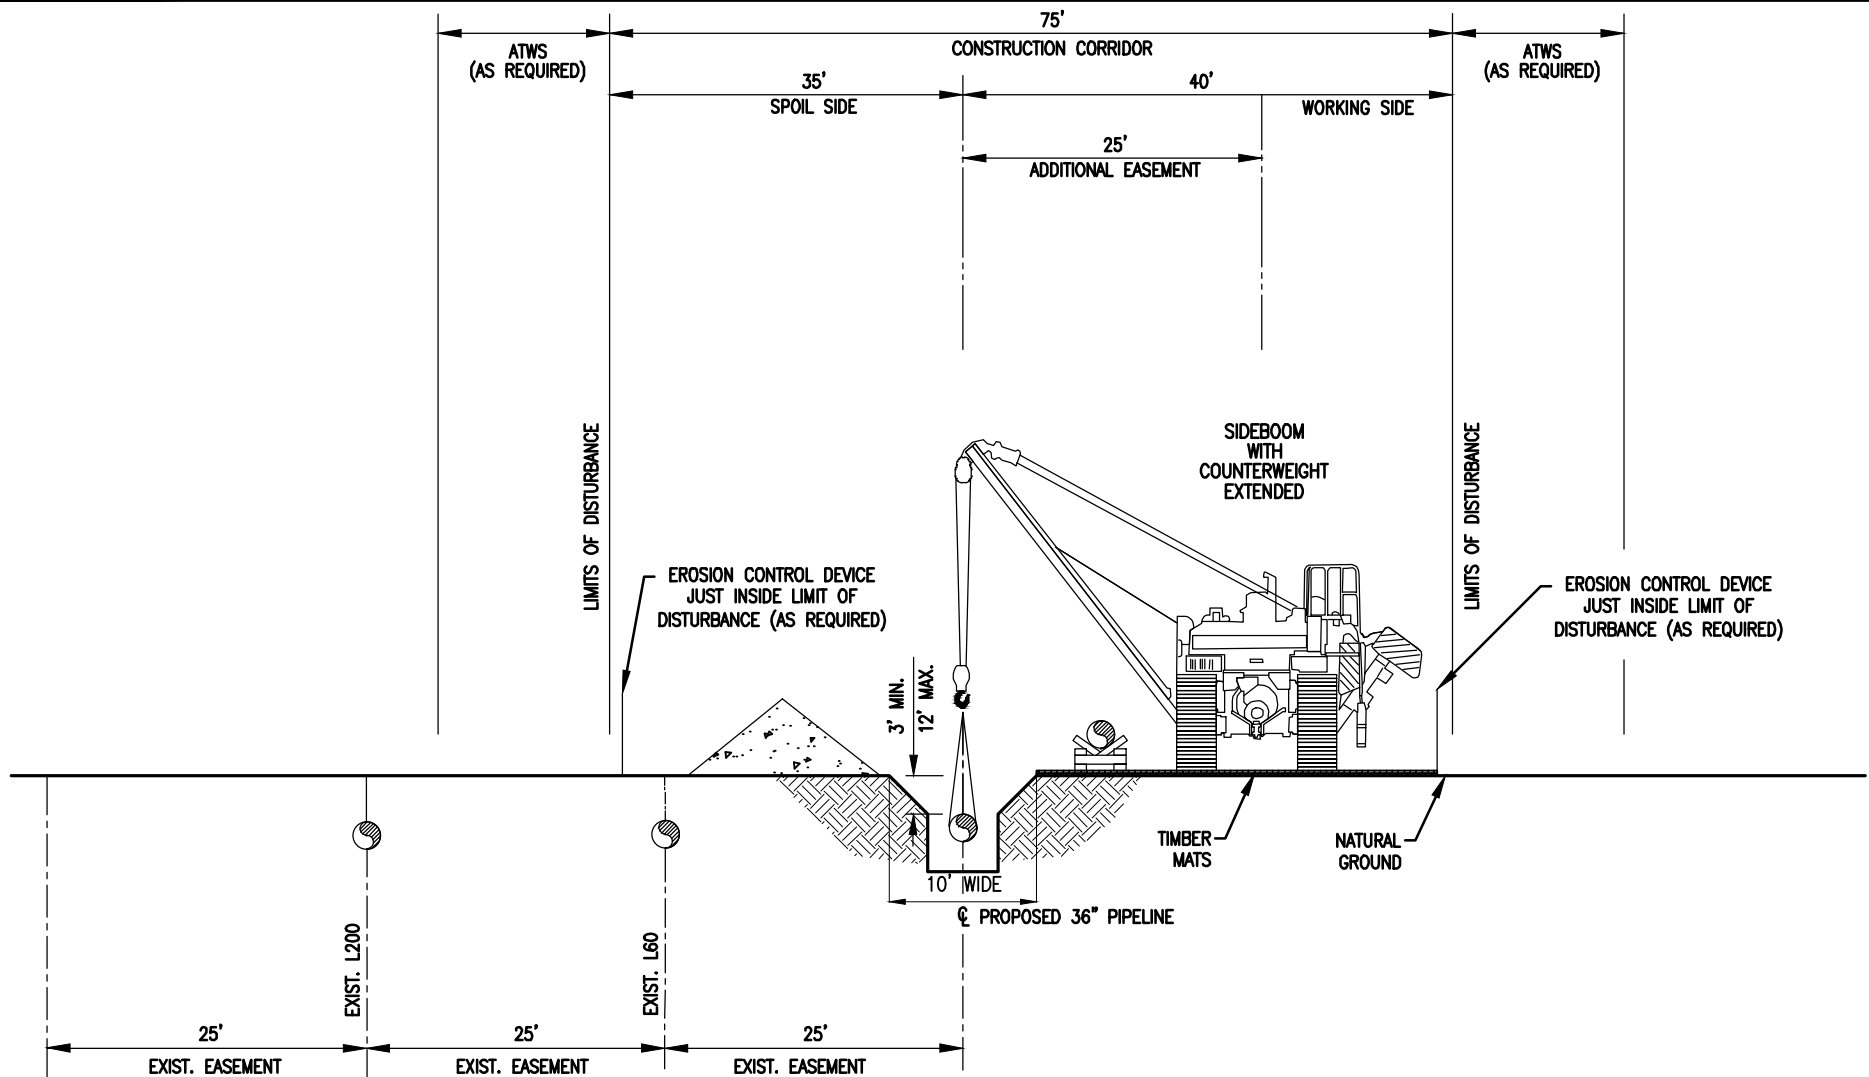 75'
CONSTRUCTION CORRIDOR
ATWS
(AS REQUIRED)
ATWS
(AS REQUIRED)
35'
SPOIL SIDE
40'
WORKING SIDE
25'
ADDITIONAL EASEMENT
LIMITS OF DISTURBANCE
SIDEBOOM
WITH
COUNTERWEIGHT
EXTENDED
LIMITS OF DISTURBANCE
EROSION CONTROL DEVICE
JUST INSIDE LIMIT OF
DISTURBANCE (AS REQUIRED)
EROSION CONTROL DEVICE
JUST INSIDE LIMIT OF
DISTURBANCE (AS REQUIRED)
3' MIN.
12' MAX.
TIMBER
MATS
NATURAL
GROUND
10' WIDE
℄ PROPOSED 36" PIPELINE
EXIST. L200
EXIST. L60
25'
EXIST. EASEMENT
25'
EXIST. EASEMENT
25'
EXIST. EASEMENT